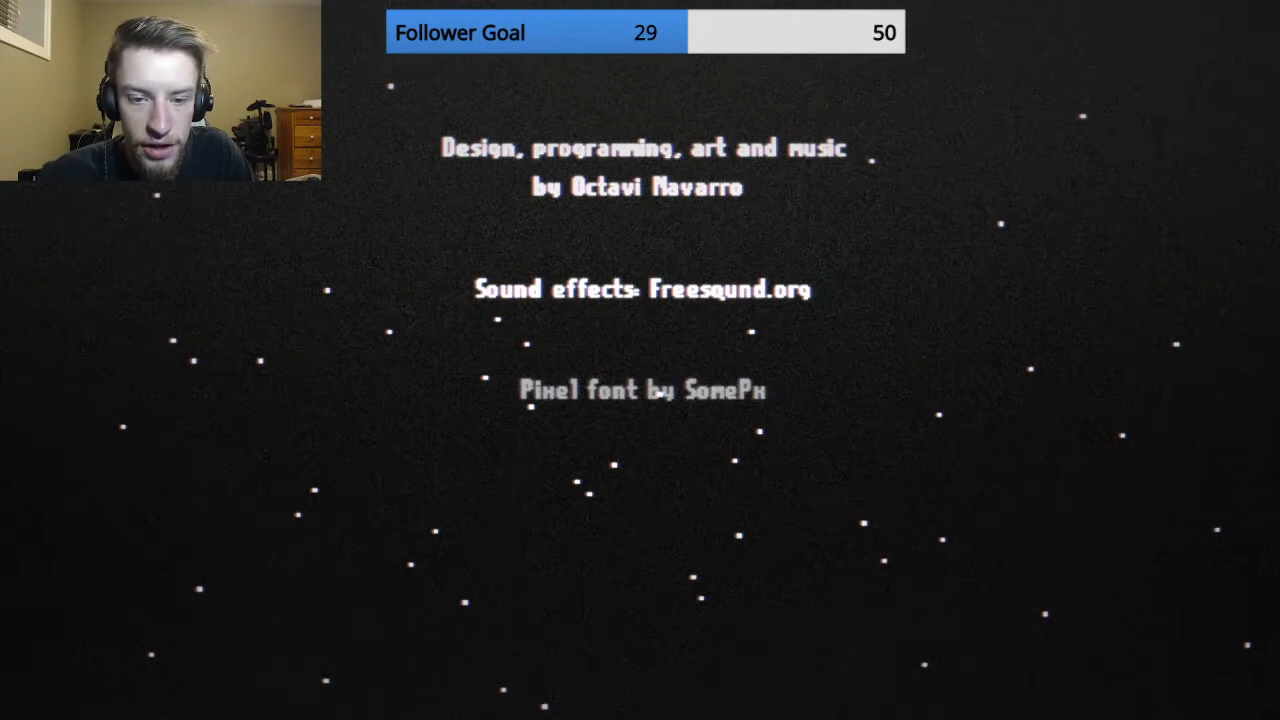 Follower Goal 29 50
Design, programming, art and music
by Octavi Navarro
Sound effects: Freesound.org
Pixel font by SomePx